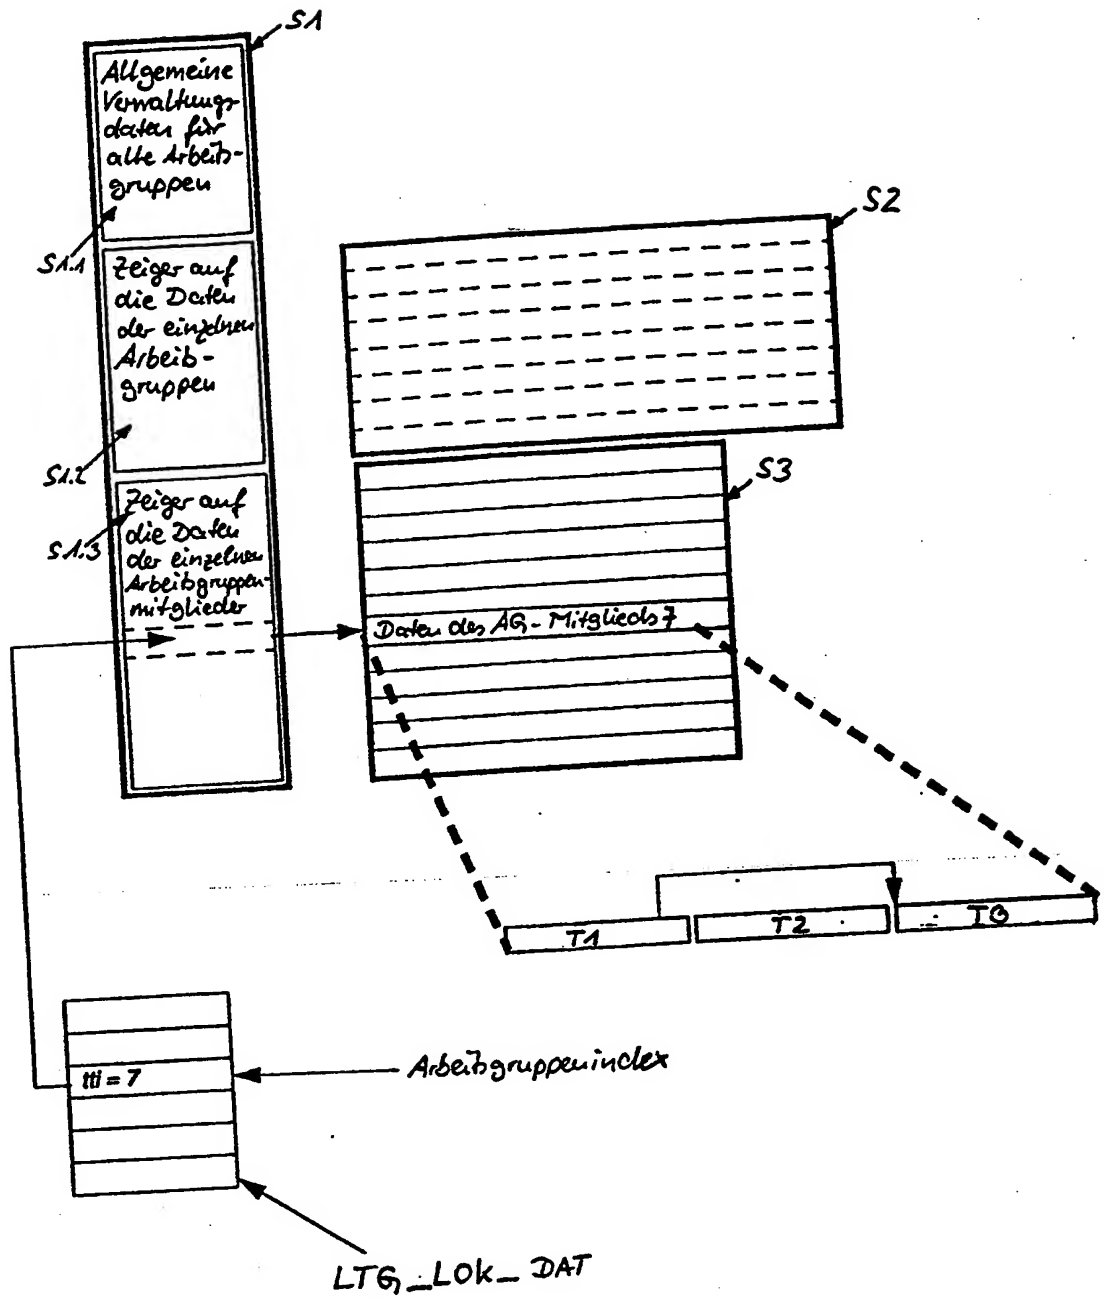 S1
Allgemeine
Verwaltungs-
daten für
alle Arbeits-
gruppen
S1.1
Zeiger auf
die Daten
der einzelnen
Arbeits-
gruppen
S1.2
Zeiger auf
die Daten
der einzelnen
Arbeitsgruppen-
mitglieder
S1.3
S2
S3
Daten des AG-Mitglieds 7
T1
T2
T0
tti = 7
Arbeitsgruppenindex
LTG_LOK_DAT